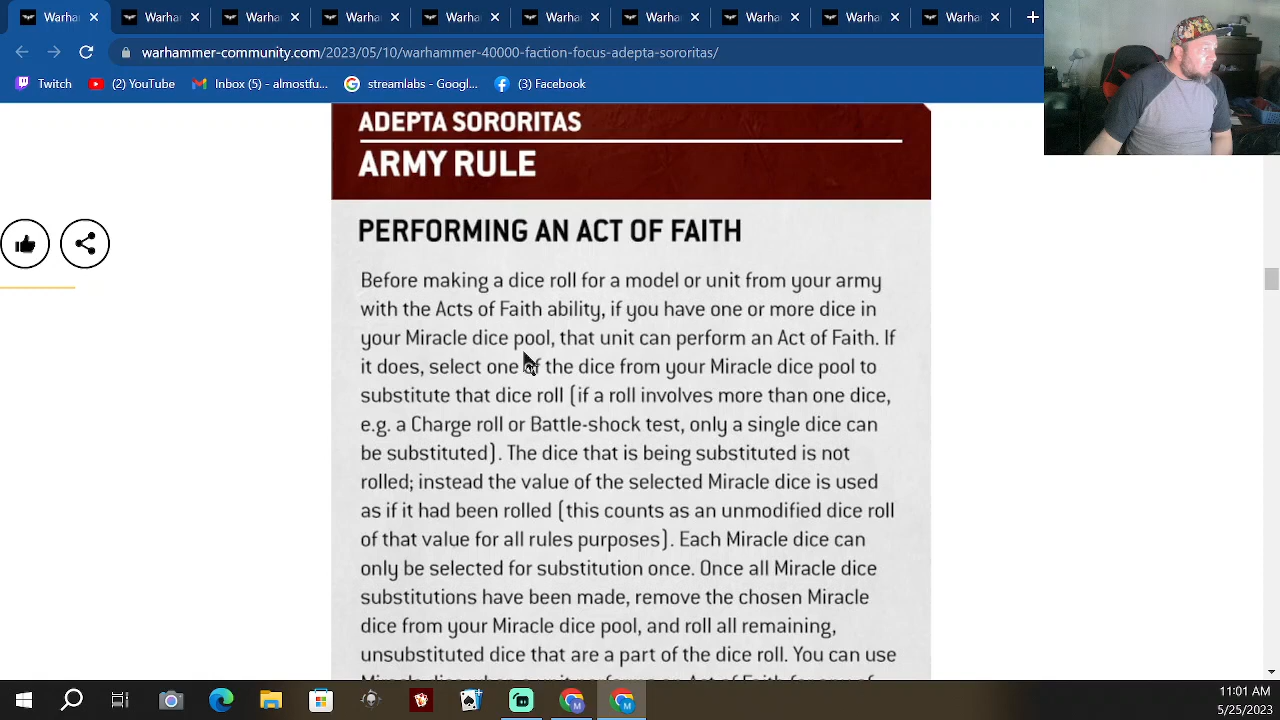 Warha
Warha
Warha
Warha
Warha
Warha
Warha
Warha
Warha
Warha
warhammer-community.com/2023/05/10/warhammer-40000-faction-focus-adepta-sororitas/
Twitch
(2) YouTube
Inbox (5) - almostfu...
streamlabs - Googl...
(3) Facebook
ADEPTA SORORITAS
ARMY RULE
PERFORMING AN ACT OF FAITH
Before making a dice roll for a model or unit from your army
with the Acts of Faith ability, if you have one or more dice in
your Miracle dice pool, that unit can perform an Act of Faith. If
it does, select one of the dice from your Miracle dice pool to
substitute that dice roll (if a roll involves more than one dice,
e.g. a Charge roll or Battle-shock test, only a single dice can
be substituted). The dice that is being substituted is not
rolled; instead the value of the selected Miracle dice is used
as if it had been rolled (this counts as an unmodified dice roll
of that value for all rules purposes). Each Miracle dice can
only be selected for substitution once. Once all Miracle dice
substitutions have been made, remove the chosen Miracle
dice from your Miracle dice pool, and roll all remaining,
unsubstituted dice that are a part of the dice roll. You can use
11:01 AM
5/25/2023